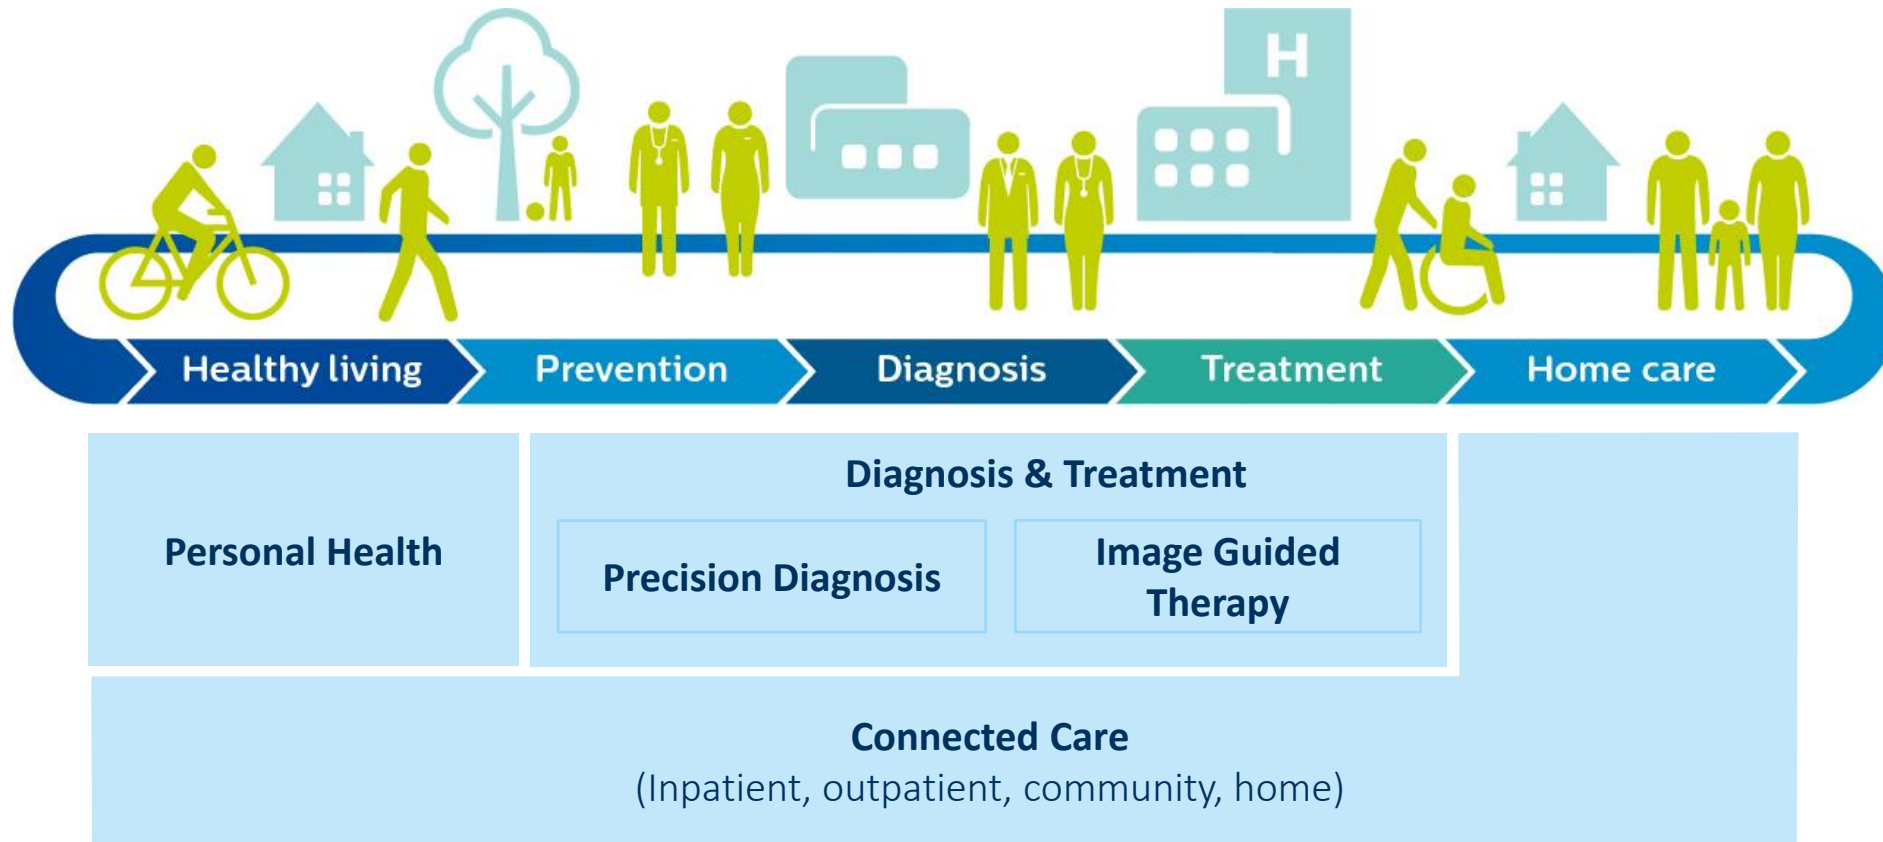 H
Healthy living
Prevention
Diagnosis
Treatment
Home care
Personal Health
Diagnosis & Treatment
Precision Diagnosis
Image Guided
Therapy
Connected Care
(Inpatient, outpatient, community, home)